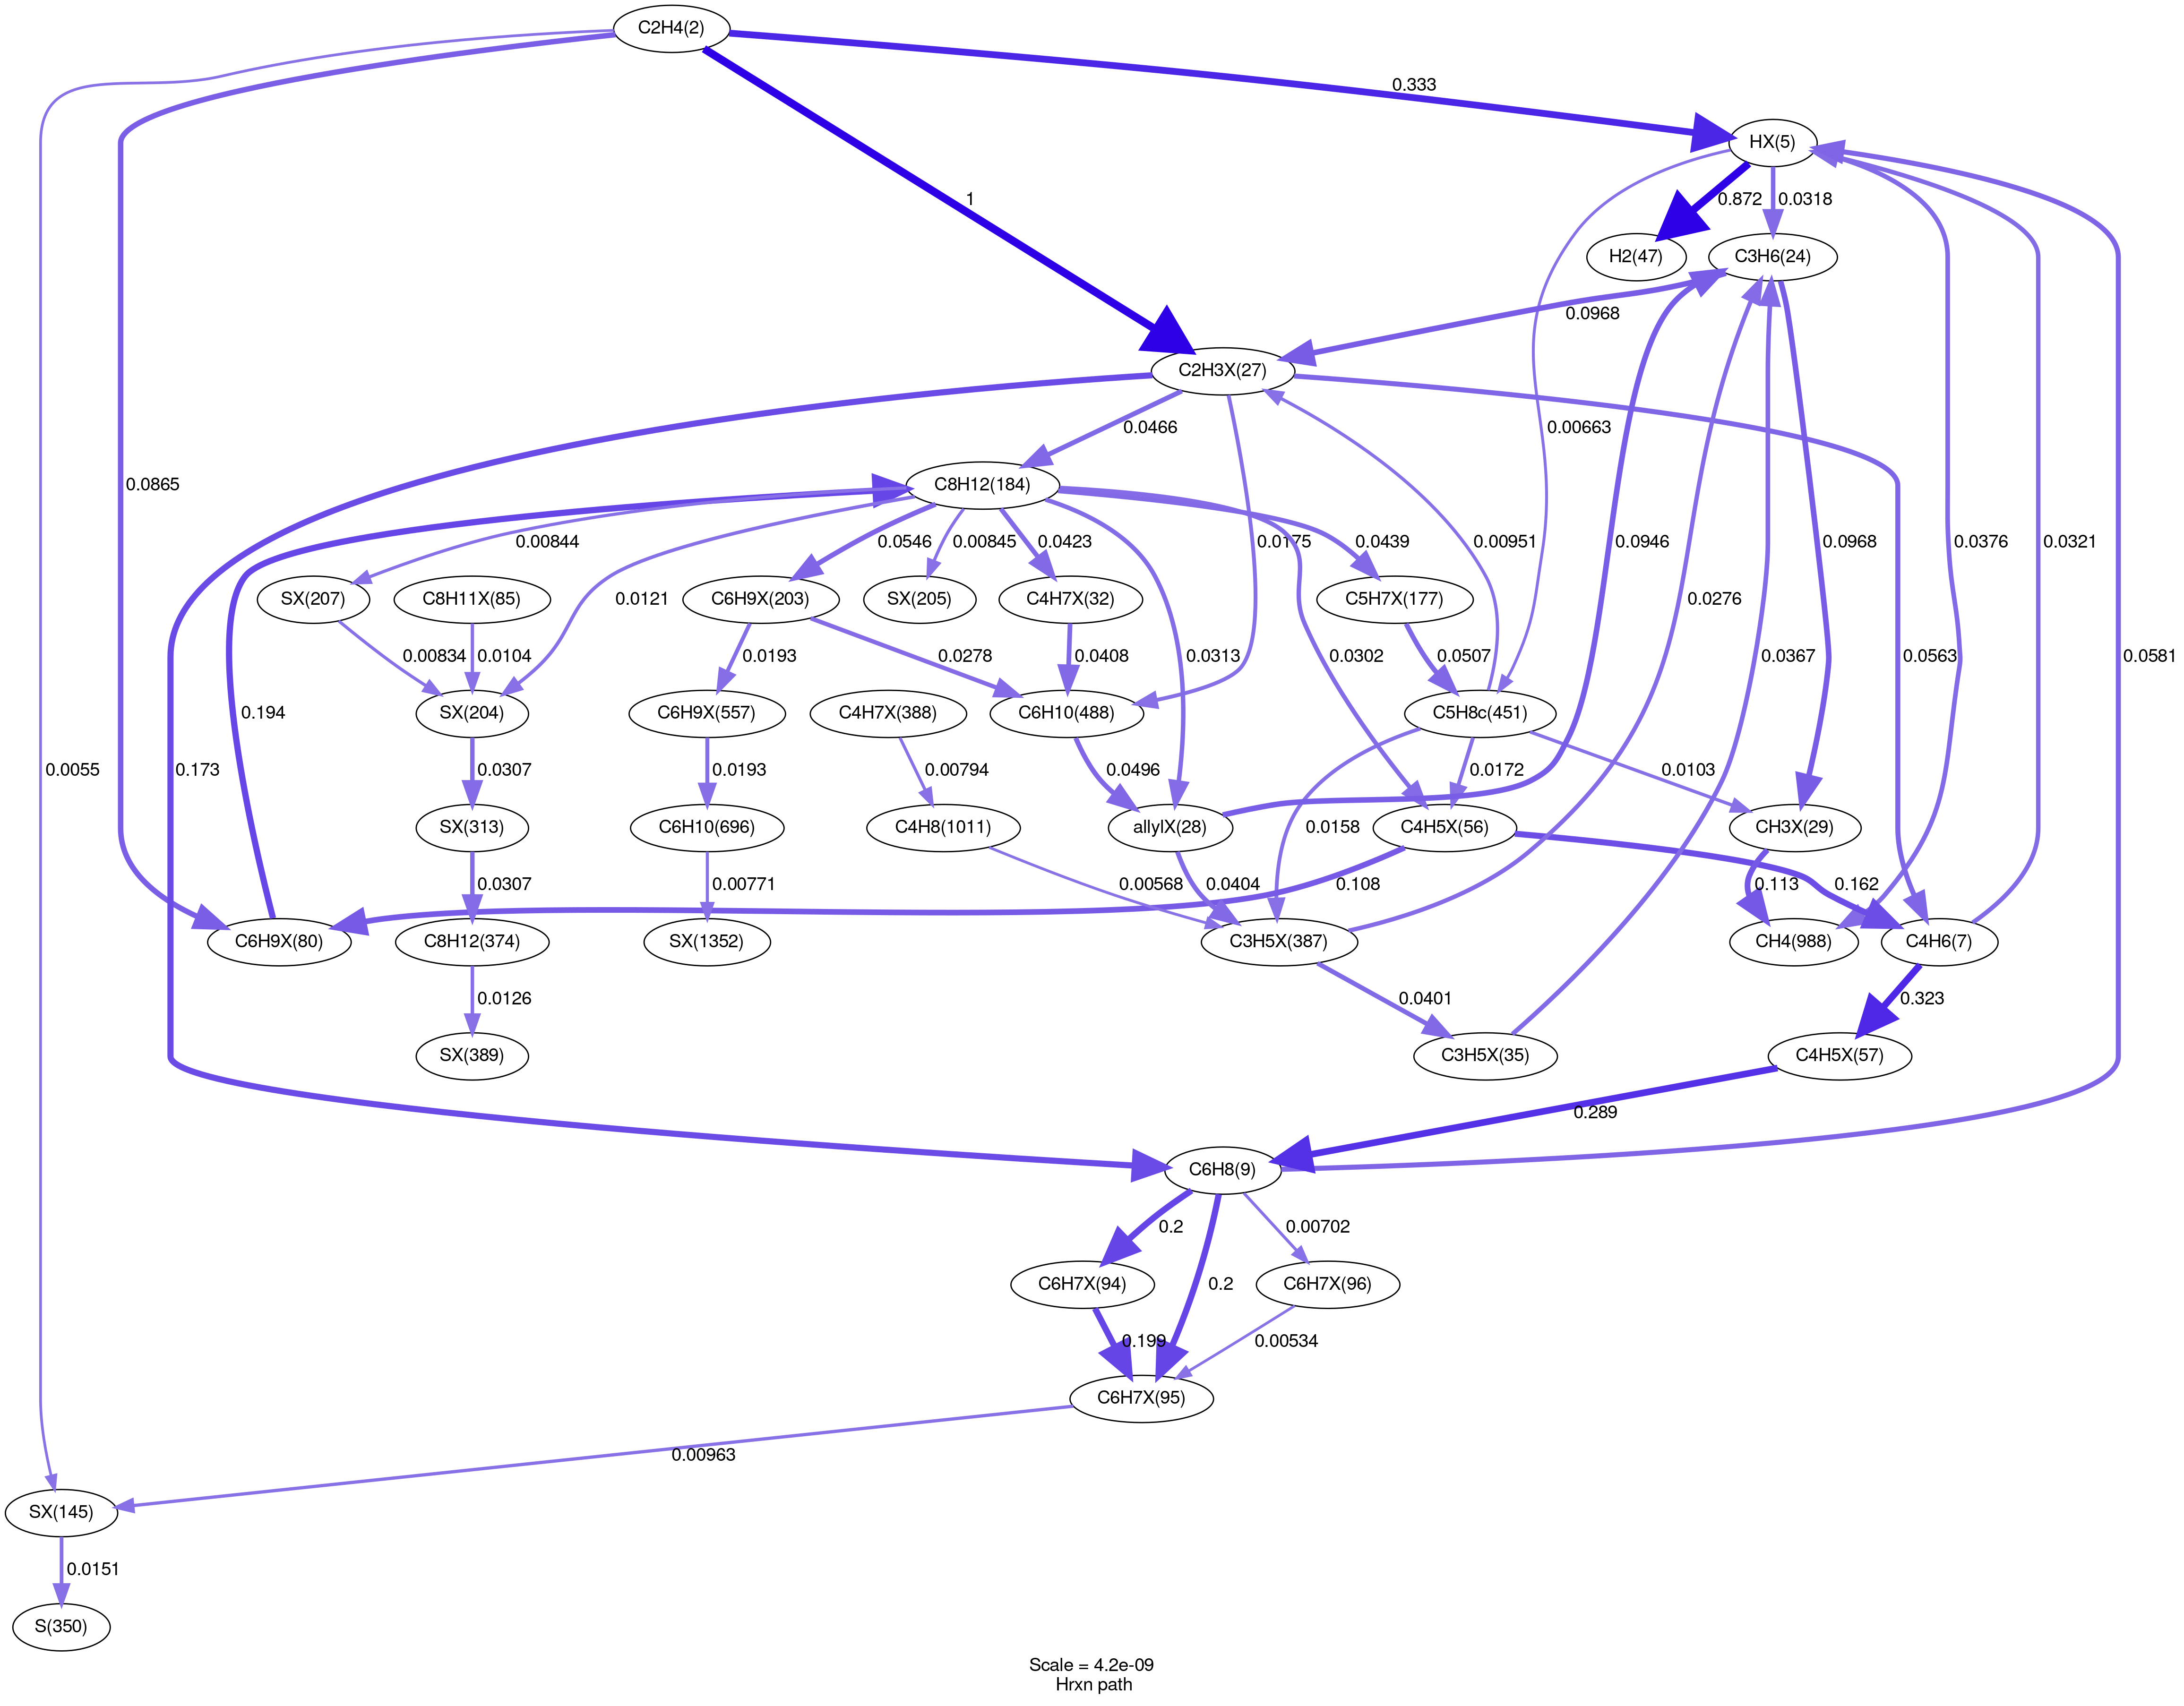 C2H4(2)
0.333
HX(5)
1
0.872
0.0318
H2(47)
C3H6(24)
0.0968
C2H3X(27)
0.0466
0.00663
C8H12(184)
0.0865
0.00844
0.0546
0.00845
0.0423
0.0175
0.0439
0.00951
0.0946
0.0968
0.0376
0.0321
SX(207)
C8H11X(85)
0.0121
C6H9X(203)
SX(205)
C4H7X(32)
C5H7X(177)
0.0276
0.00834
0.0104
0.0193
0.0278
0.0408
0.0313
0.0302
0.0507
0.0367
0.0563
0.0581
SX(204)
C6H9X(557)
C4H7X(388)
C6H10(488)
C5H8c(451)
0.194
0.0055
0.173
0.0307
0.0193
0.00794
0.0496
0.0172
0.0103
SX(313)
C6H10(696)
C4H8(1011)
allylX(28)
0.0158
C4H5X(56)
CH3X(29)
0.0307
0.00771
0.00568
0.0404
0.108
0.113
0.162
C6H9X(80)
C8H12(374)
SX(1352)
C3H5X(387)
CH4(988)
C4H6(7)
0.0126
0.0401
0.323
SX(389)
C3H5X(35)
C4H5X(57)
0.289
C6H8(9)
0.2
0.00702
C6H7X(94)
0.2
C6H7X(96)
0.199
0.00534
C6H7X(95)
0.00963
SX(145)
0.0151
S(350)
Scale = 4.2e-09
Hrxn path